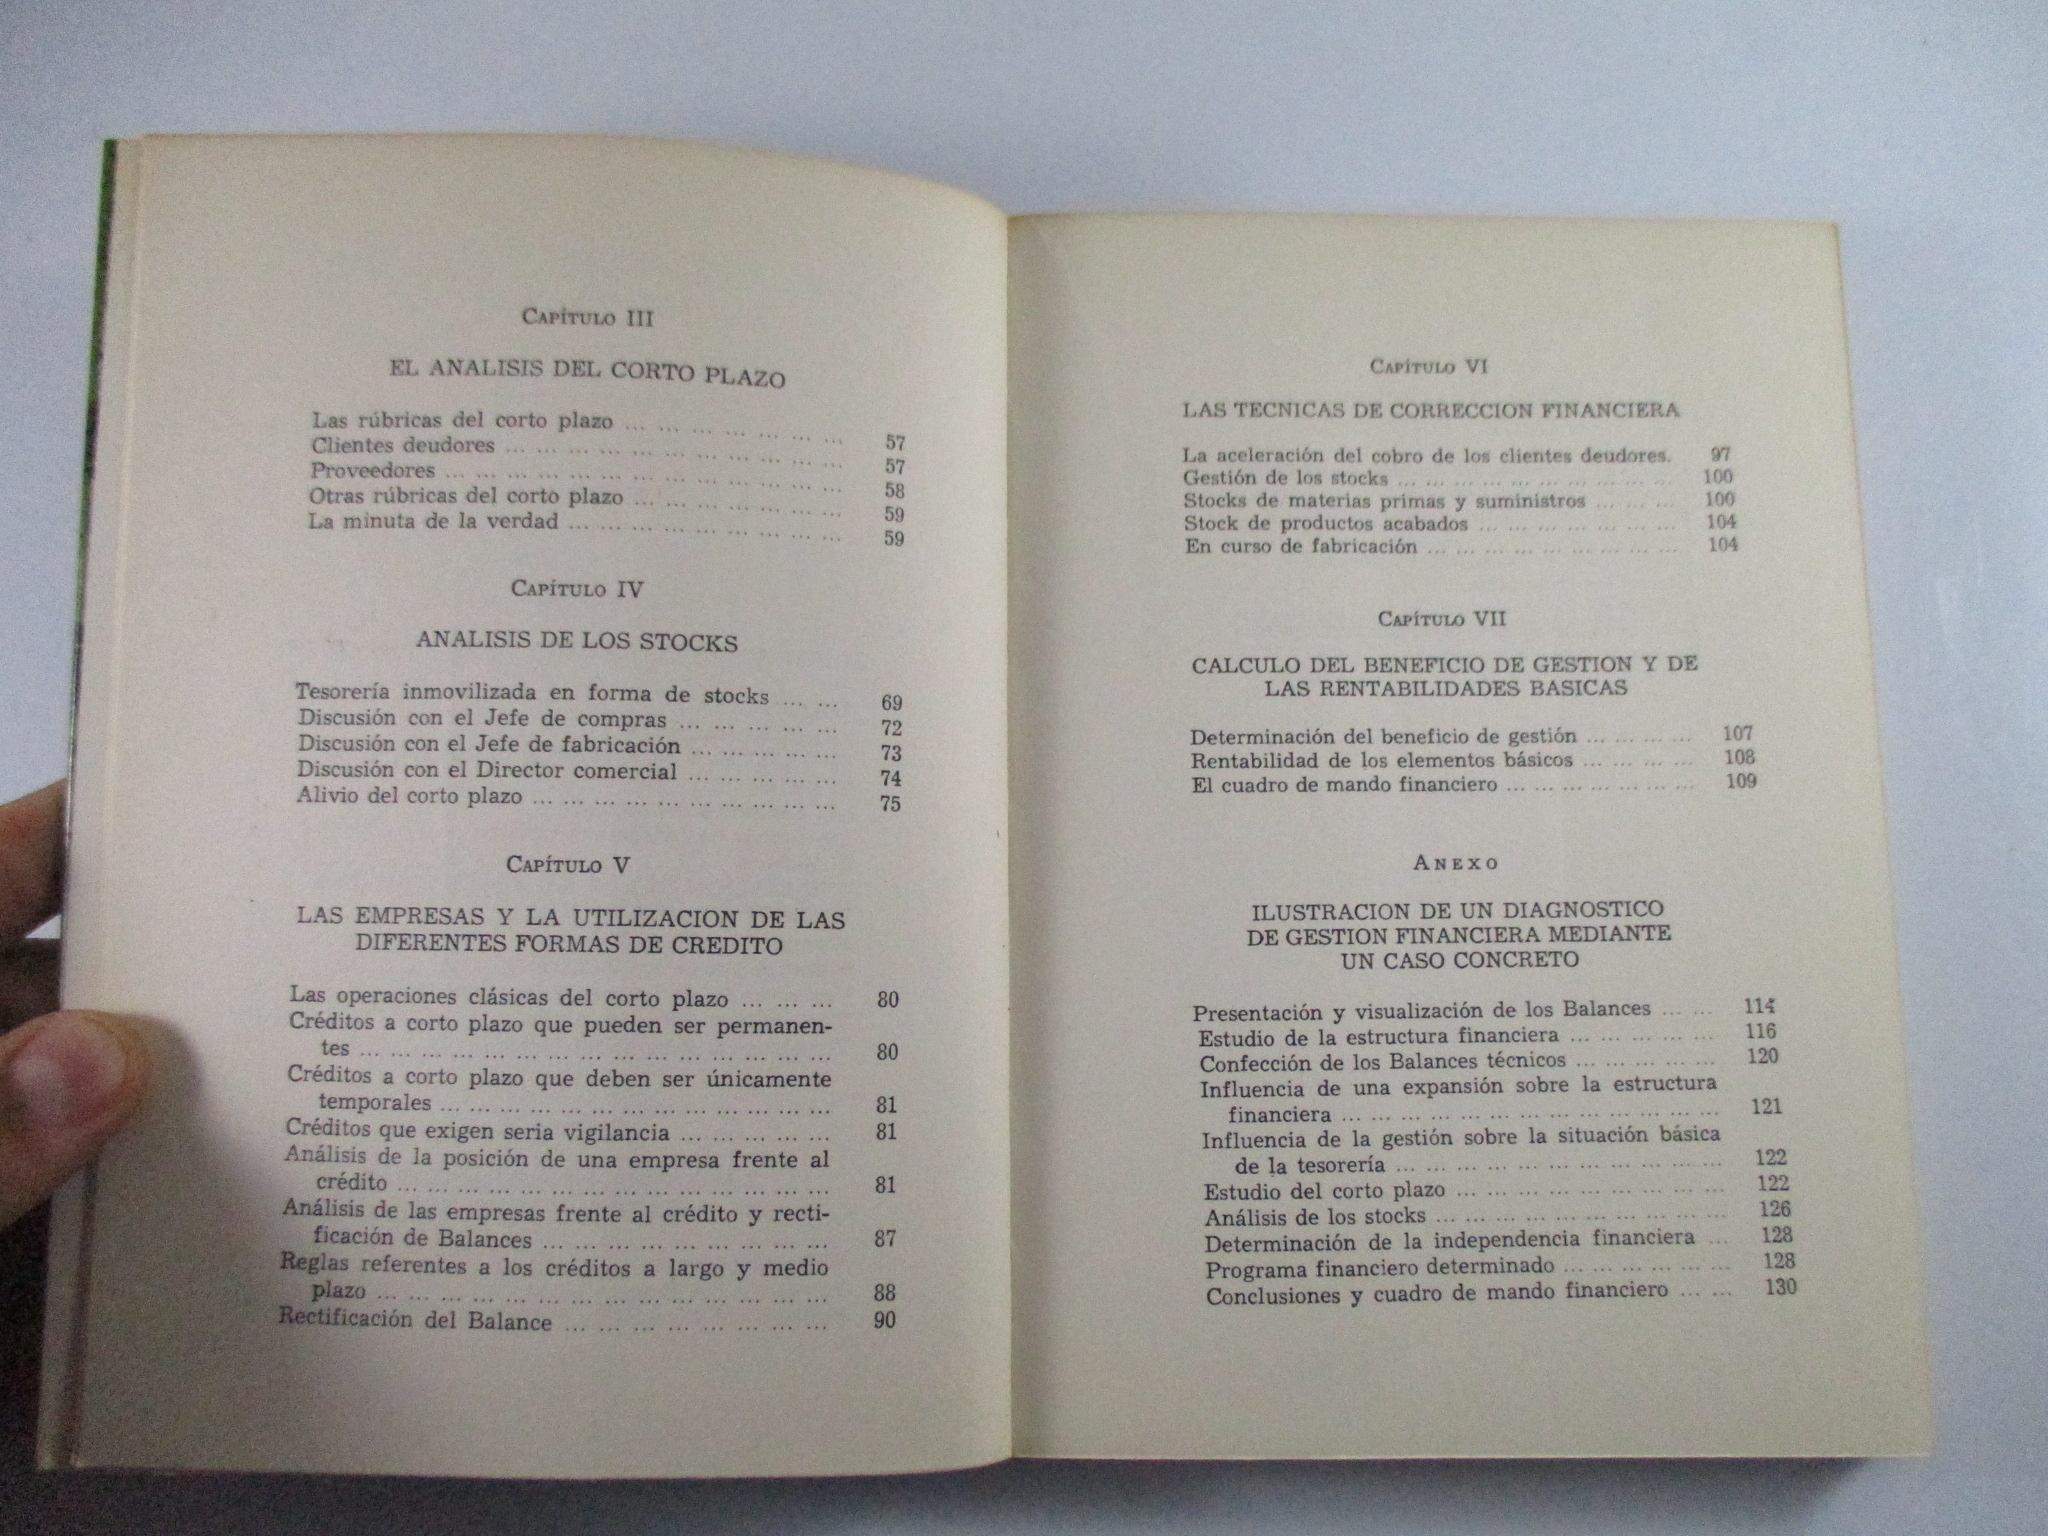 CAPÍTULO III
EL ANALISIS DEL CORTO PLAZO
Las rúbricas del corto plazo ... ... ... ... ... ... ... 57
Clientes deudores ... ... ... ... ... ... ... ... ... ... 57
Proveedores ... ... ... ... ... ... ... ... ... ... ... ... 58
Otras rúbricas del corto plazo ... ... ... ... ... ... ... 59
La minuta de la verdad ... ... ... ... ... ... ... ... ... 59
CAPÍTULO IV
ANALISIS DE LOS STOCKS
Tesorería inmovilizada en forma de stocks ... ... 69
Discusión con el Jefe de compras ... ... ... ... ... 72
Discusión con el Jefe de fabricación ... ... ... ... ... 73
Discusión con el Director comercial ... ... ... ... ... 74
Alivio del corto plazo ... ... ... ... ... ... ... ... ... ... 75
CAPÍTULO V
LAS EMPRESAS Y LA UTILIZACION DE LAS
DIFERENTES FORMAS DE CREDITO
Las operaciones clásicas del corto plazo ... ... ... 80
Créditos a corto plazo que pueden ser permanen-
tes ... ... ... ... ... ... ... ... ... ... ... ... ... ... ... ... 80
Créditos a corto plazo que deben ser únicamente
temporales ... ... ... ... ... ... ... ... ... ... ... ... ... 81
Créditos que exigen seria vigilancia ... ... ... ... ... 81
Análisis de la posición de una empresa frente al
crédito ... ... ... ... ... ... ... ... ... ... ... ... ... ... 81
Análisis de las empresas frente al crédito y recti-
ficación de Balances ... ... ... ... ... ... ... ... ... 87
Reglas referentes a los créditos a largo y medio
plazo ... ... ... ... ... ... ... ... ... ... ... ... ... ... ... 88
Rectificación del Balance ... ... ... ... ... ... ... ... 90
CAPÍTULO VI
LAS TECNICAS DE CORRECCION FINANCIERA
La aceleración del cobro de los clientes deudores. 97
Gestión de los stocks ... ... ... ... ... ... ... ... ... ... 100
Stocks de materias primas y suministros ... ... ... 100
Stock de productos acabados ... ... ... ... ... ... ... 104
En curso de fabricación ... ... ... ... ... ... ... ... ... 104
CAPÍTULO VII
CALCULO DEL BENEFICIO DE GESTION Y DE
LAS RENTABILIDADES BASICAS
Determinación del beneficio de gestión ... ... ... ... 107
Rentabilidad de los elementos básicos ... ... ... ... 108
El cuadro de mando financiero ... ... ... ... ... ... ... 109
ANEXO
ILUSTRACION DE UN DIAGNOSTICO
DE GESTION FINANCIERA MEDIANTE
UN CASO CONCRETO
Presentación y visualización de los Balances ... ... 114
Estudio de la estructura financiera ... ... ... ... ... 116
Confección de los Balances técnicos ... ... ... ... ... 120
Influencia de una expansión sobre la estructura
financiera ... ... ... ... ... ... ... ... ... ... ... ... ... 121
Influencia de la gestión sobre la situación básica
de la tesorería ... ... ... ... ... ... ... ... ... ... ... 122
Estudio del corto plazo ... ... ... ... ... ... ... ... ... 122
Análisis de los stocks ... ... ... ... ... ... ... ... ... ... 126
Determinación de la independencia financiera ... 128
Programa financiero determinado ... ... ... ... ... ... 128
Conclusiones y cuadro de mando financiero ... ... 130